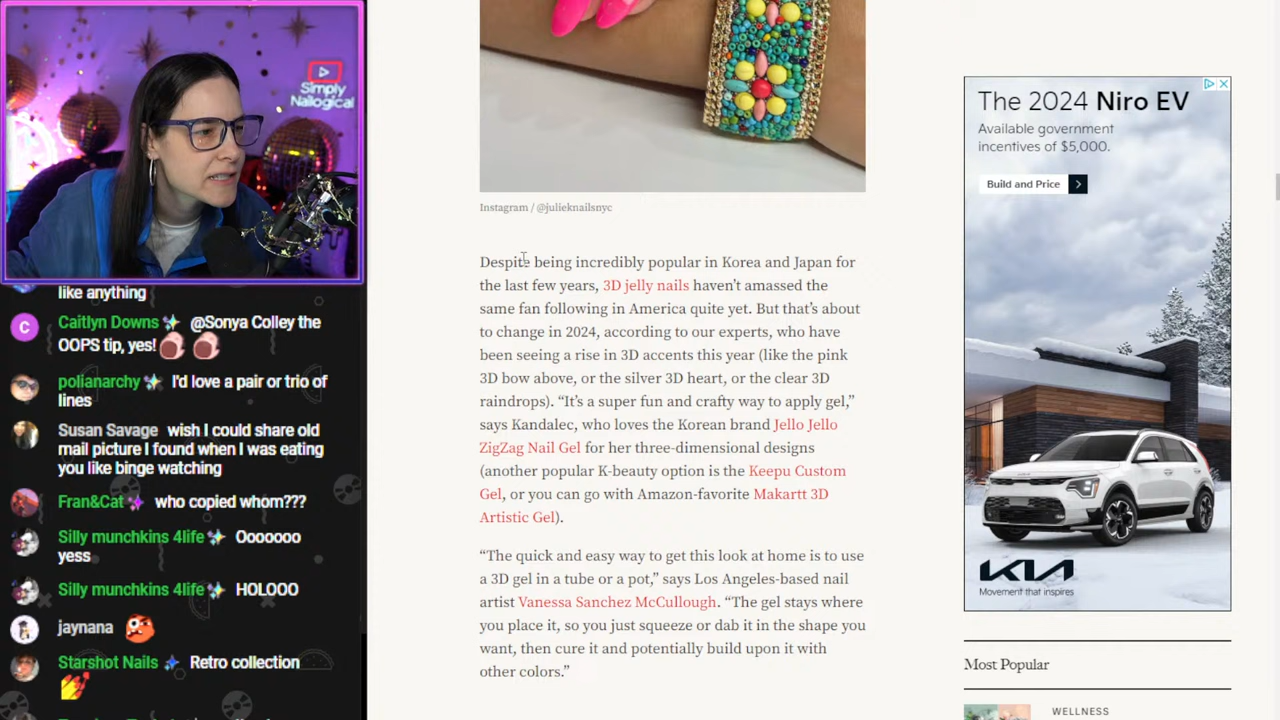 Simply
Nailogical
like anything
Caitlyn Downs @Sonya Colley the
OOPS tip, yes!
C
polianarchy I'd love a pair or trio of
lines
Susan Savage wish I could share old
mail picture I found when I was eating
you like binge watching
Fran&Cat who copied whom???
Silly munchkins 4life Ooooooo
yess
Silly munchkins 4life HOLOOO
jaynana
Starshot Nails Retro collection
Instagram / @julieknailsnyc
Despite being incredibly popular in Korea and Japan for
the last few years, 3D jelly nails haven't amassed the
same fan following in America quite yet. But that's about
to change in 2024, according to our experts, who have
been seeing a rise in 3D accents this year (like the pink
3D bow above, or the silver 3D heart, or the clear 3D
raindrops). “It's a super fun and crafty way to apply gel,”
says Kandalec, who loves the Korean brand Jello Jello
ZigZag Nail Gel for her three-dimensional designs
(another popular K-beauty option is the Keepu Custom
Gel, or you can go with Amazon-favorite Makartt 3D
Artistic Gel).
“The quick and easy way to get this look at home is to use
a 3D gel in a tube or a pot,” says Los Angeles-based nail
artist Vanessa Sanchez McCullough. “The gel stays where
you place it, so you just squeeze or dab it in the shape you
want, then cure it and potentially build upon it with
other colors.”
The 2024 Niro EV
Available government
incentives of $5,000.
Build and Price
KIA
Movement that inspires
Most Popular
WELLNESS